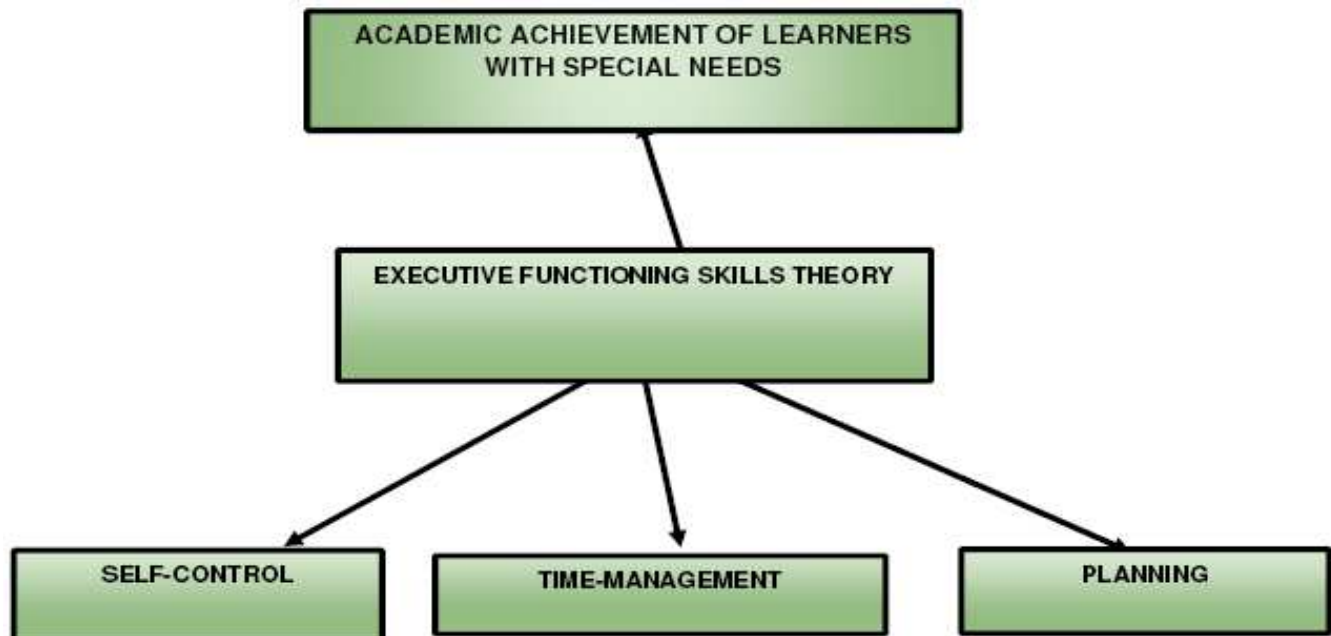 ACADEMIC ACHIEVEMENT OF LEARNERS
WITH SPECIAL NEEDS
EXECUTIVE FUNCTIONING SKILLS THEORY
SELF-CONTROL
TIME-MANAGEMENT
PLANNING